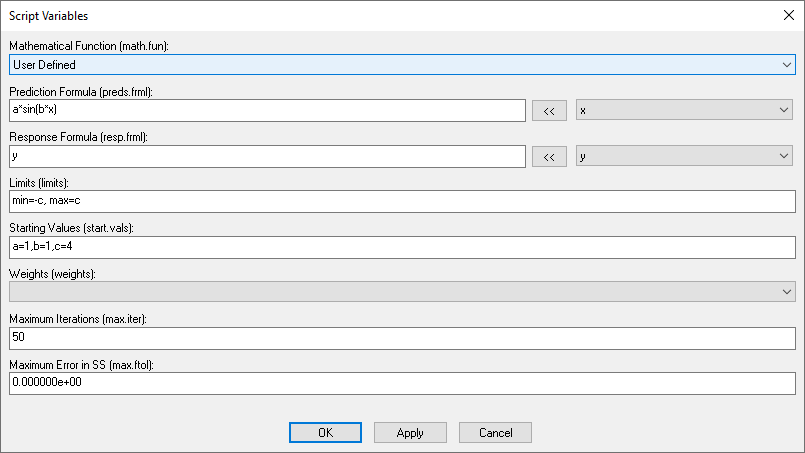 Script Variables
Mathematical Function (math.fun):
User Defined
Prediction Formula (preds.frml):
a*sin(b*x)
<<
x
Response Formula (resp.frml):
y
<<
y
Limits (limits):
min=-c, max=c
Starting Values (start.vals):
a=1,b=1,c=4
Weights (weights):
Maximum Iterations (max.iter):
50
Maximum Error in SS (max.ftol):
0.000000e+00
OK
Apply
Cancel